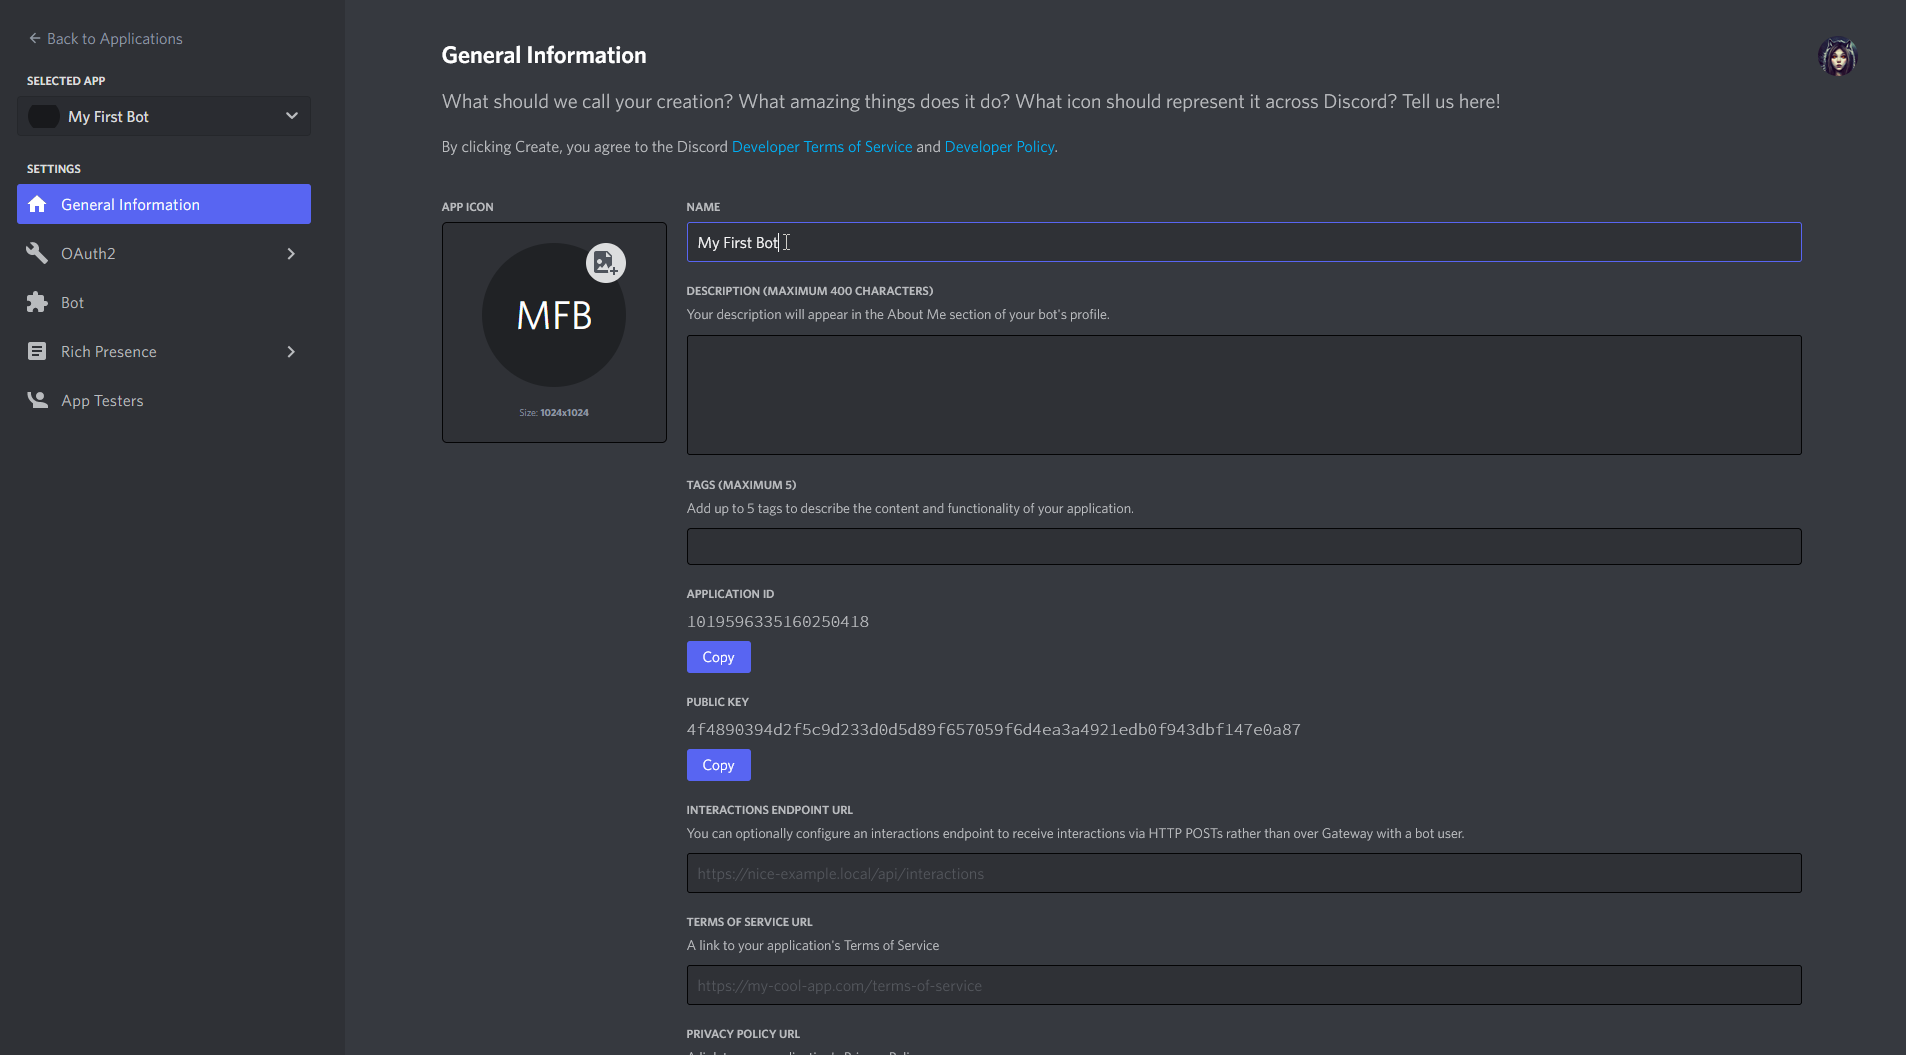 Back to Applications
SELECTED APP
My First Bot
SETTINGS
General Information
OAuth2
Bot
Rich Presence
App Testers
General Information
What should we call your creation? What amazing things does it do? What icon should represent it across Discord? Tell us here!
By clicking Create, you agree to the Discord Developer Terms of Service and Developer Policy.
APP ICON
MFB
Size: 1024x1024
NAME
My First Bot
DESCRIPTION (MAXIMUM 400 CHARACTERS)
Your description will appear in the About Me section of your bot's profile.
TAGS (MAXIMUM 5)
Add up to 5 tags to describe the content and functionality of your application.
APPLICATION ID
1019596335160250418
Copy
PUBLIC KEY
4f4890394d2f5c9d233d0d5d89f657059f6d4ea3a4921edb0f943dbf147e0a87
Copy
INTERACTIONS ENDPOINT URL
You can optionally configure an interactions endpoint to receive interactions via HTTP POSTs rather than over Gateway with a bot user.
https://nice-example.local/api/interactions
TERMS OF SERVICE URL
A link to your application's Terms of Service
https://my-cool-app.com/terms-of-service
PRIVACY POLICY URL